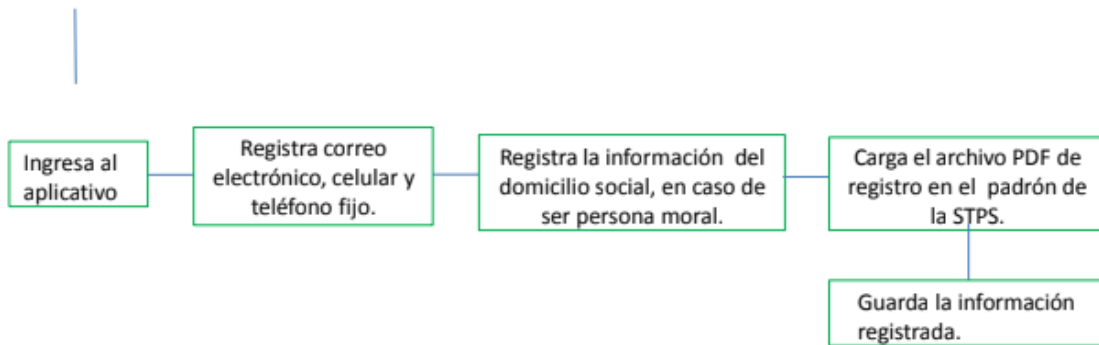 Ingresa al
aplicativo
Registra correo
electrónico, celular y
teléfono fijo.
Registra la información del
domicilio social, en caso de
ser persona moral.
Carga el archivo PDF de
registro en el padrón de
la STPS.
Guarda la información
registrada.